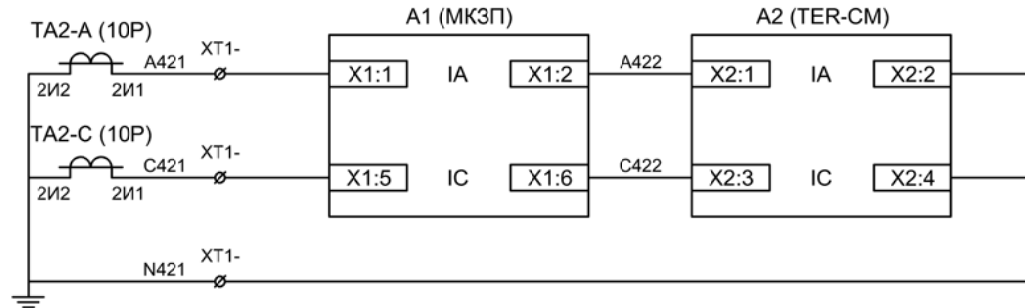 A1 (МКЗП)
A2 (TER-CM)
TA2-A (10P)
A421
XT1-
2И2
2И1
X1:1
IA
X1:2
A422
X2:1
IA
X2:2
TA2-C (10P)
C421
XT1-
2И2
2И1
X1:5
IC
X1:6
C422
X2:3
IC
X2:4
N421
XT1-